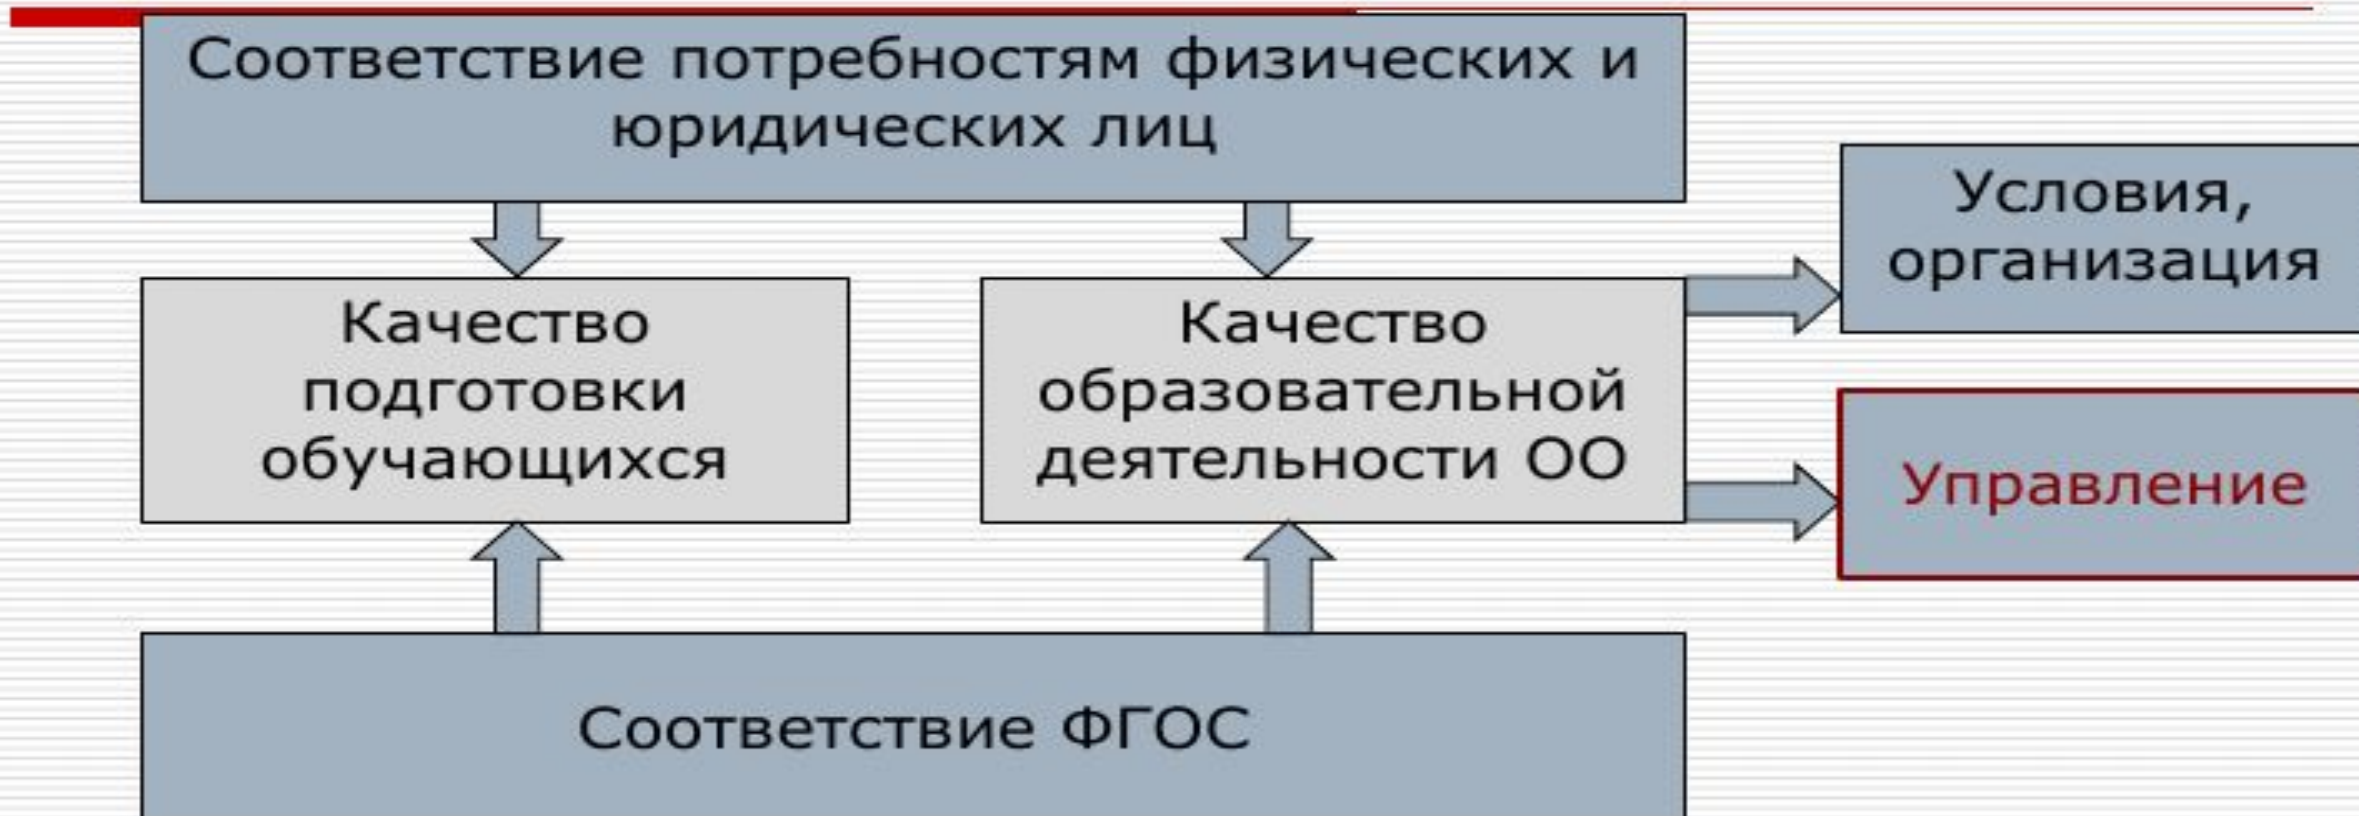 Соответствие потребностям физических и
юридических лиц
Условия,
организация
Качество
подготовки
обучающихся
Качество
образовательной
деятельности ОО
Управление
Соответствие ФГОС